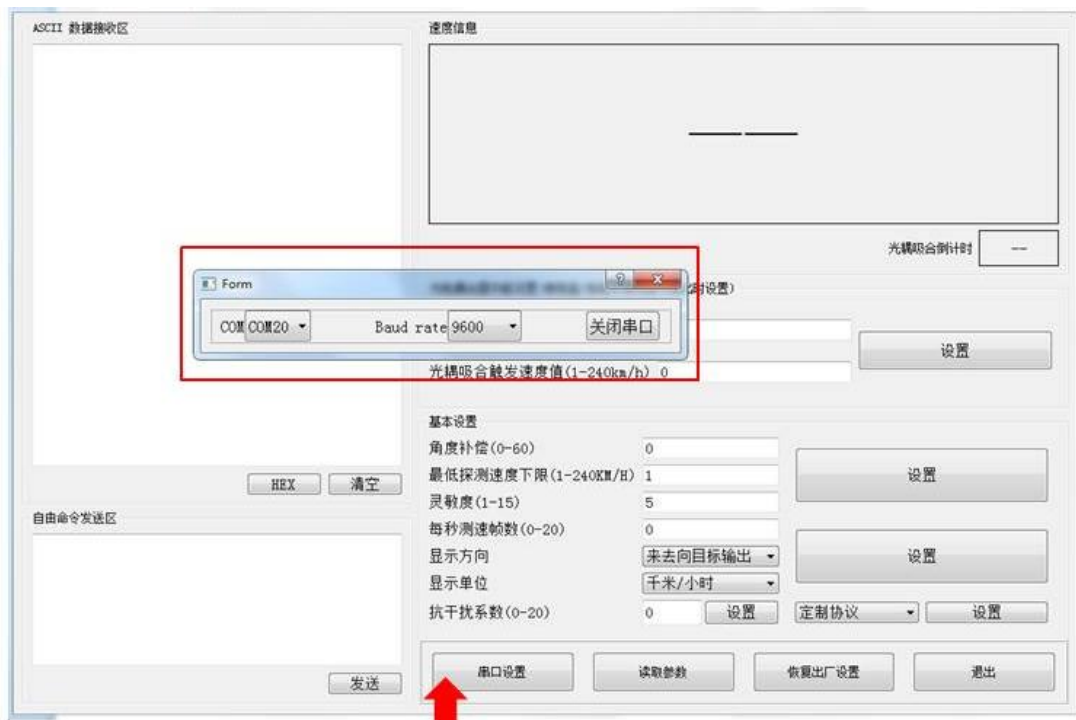 ASCII 数据接收区
速度信息
—— ——
光耦吸合倒计时 --
Form
时设置)
COM COM20 Baud rate 9600 关闭串口
设置
光耦吸合触发速度值(1-240km/h) 0
基本设置
角度补偿(0-60) 0
最低探测速度下限(1-240KM/H) 1
设置
HEX 清空
灵敏度(1-15) 5
自由命令发送区
每秒测速帧数(0-20) 0
显示方向 来去向目标输出
设置
显示单位 千米/小时
抗干扰系数(0-20) 0 设置 定制协议 设置
串口设置 读取参数 恢复出厂设置 退出
发送